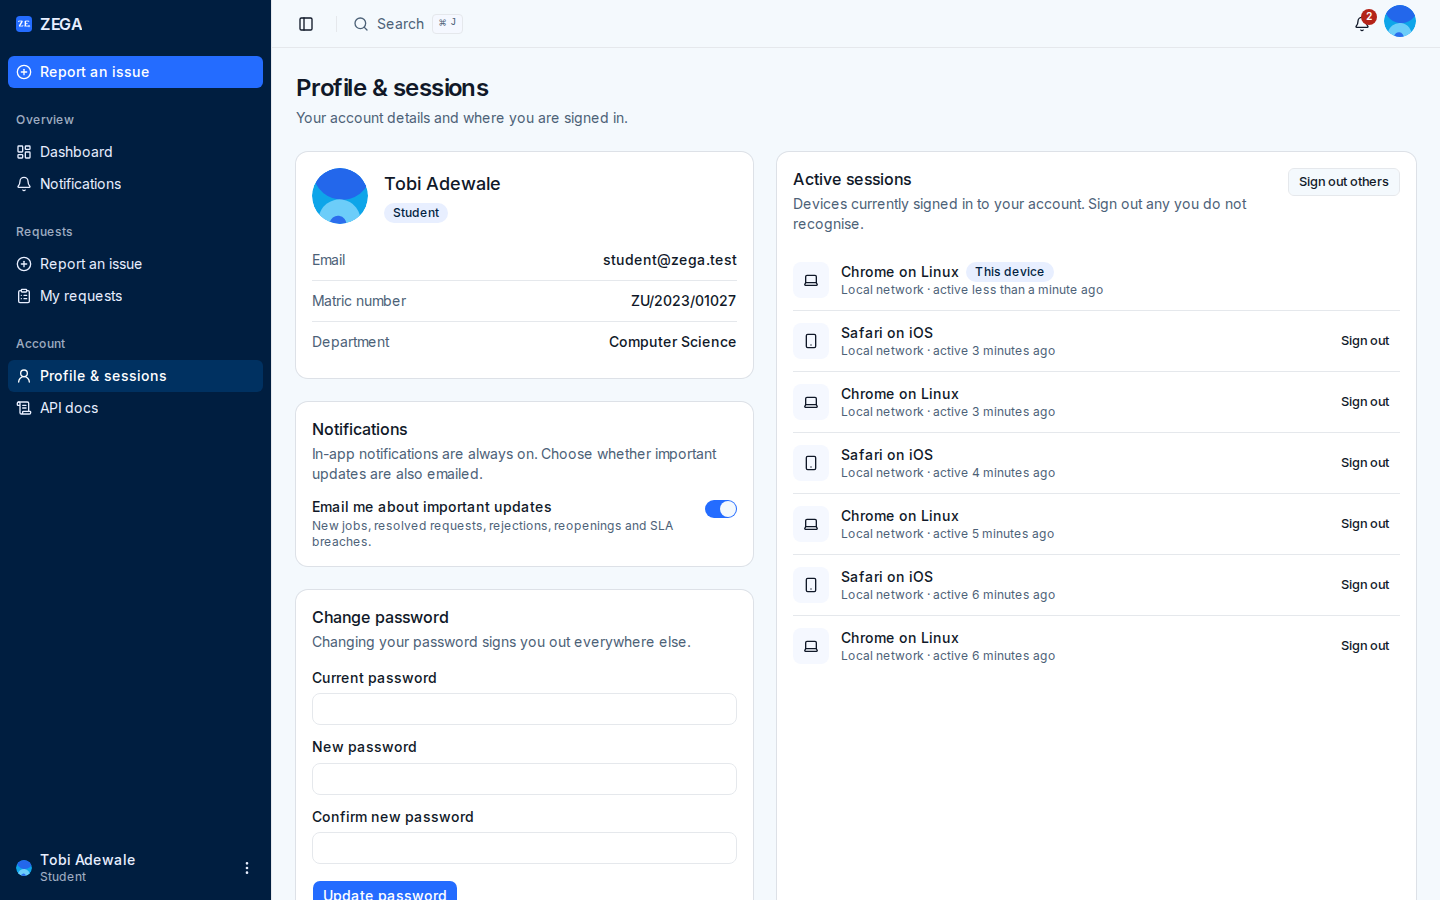 ZE
ZEGA
Report an issue
Overview
Dashboard
Notifications
Requests
Report an issue
My requests
Account
Profile & sessions
API docs
Tobi Adewale
Student
Search ⌘ J
2
Profile & sessions
Your account details and where you are signed in.
Tobi Adewale
Student
Email student@zega.test
Matric number ZU/2023/01027
Department Computer Science
Notifications
In-app notifications are always on. Choose whether important
updates are also emailed.
Email me about important updates
New jobs, resolved requests, rejections, reopenings and SLA
breaches.
Change password
Changing your password signs you out everywhere else.
Current password
New password
Confirm new password
Update password
Active sessions
Sign out others
Devices currently signed in to your account. Sign out any you do not
recognise.
Chrome on Linux This device
Local network · active less than a minute ago
Safari on iOS
Local network · active 3 minutes ago
Sign out
Chrome on Linux
Local network · active 3 minutes ago
Sign out
Safari on iOS
Local network · active 4 minutes ago
Sign out
Chrome on Linux
Local network · active 5 minutes ago
Sign out
Safari on iOS
Local network · active 6 minutes ago
Sign out
Chrome on Linux
Local network · active 6 minutes ago
Sign out